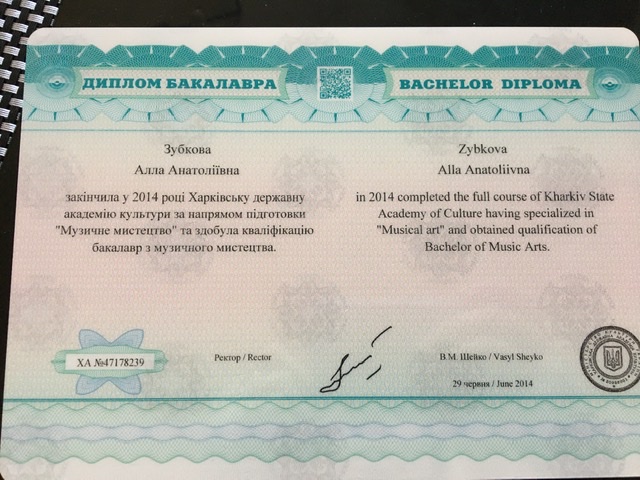 ДИПЛОМ БАКАЛАВРА
Зубкова
Алла Анатоліївна
закінчила у 2014 році Харківську державну
академію культури за напрямом підготовки
"Музичне мистецтво" та здобула кваліфікацію
бакалавр з музичного мистецтва.
BACHELOR DIPLOMA
Zybkova
Alla Anatoliivna
in 2014 completed the full course of Kharkiv State
Academy of Culture having specialized in
"Musical art" and obtained qualification of
Bachelor of Music Arts.
ХА №47178239
Ректор / Rector
В.М. Шейко / Vasyl Sheyko
29 червня / June 2014